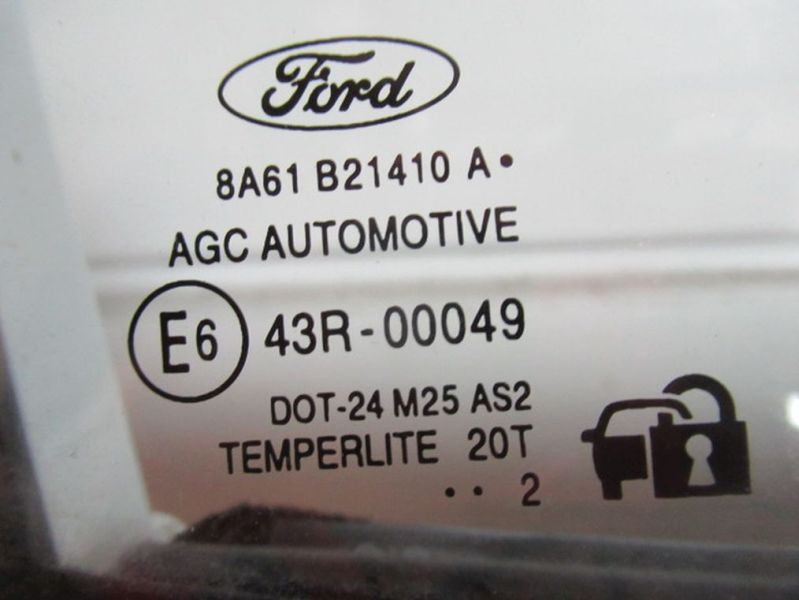 Ford
8A61 B21410 A•
AGC AUTOMOTIVE
E6 43R-00049
DOT-24 M25 AS2
TEMPERLITE 20T
•• 2